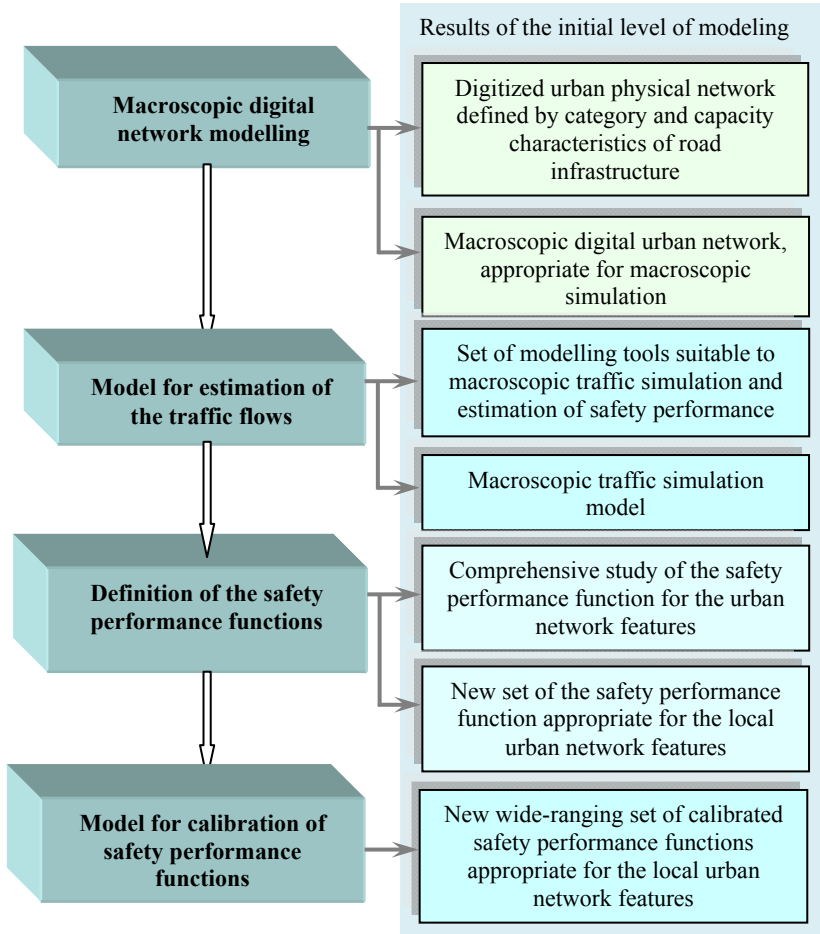 Results of the initial level of modeling
Macroscopic digital
network modelling
Digitized urban physical network
defined by category and capacity
characteristics of road
infrastructure
Macroscopic digital urban network,
appropriate for macroscopic
simulation
Model for estimation of
the traffic flows
Set of modelling tools suitable to
macroscopic traffic simulation and
estimation of safety performance
Macroscopic traffic simulation
model
Definition of the safety
performance functions
Comprehensive study of the safety
performance function for the urban
network features
New set of the safety performance
function appropriate for the local
urban network features
Model for calibration of
safety performance
functions
New wide-ranging set of calibrated
safety performance functions
appropriate for the local urban
network features